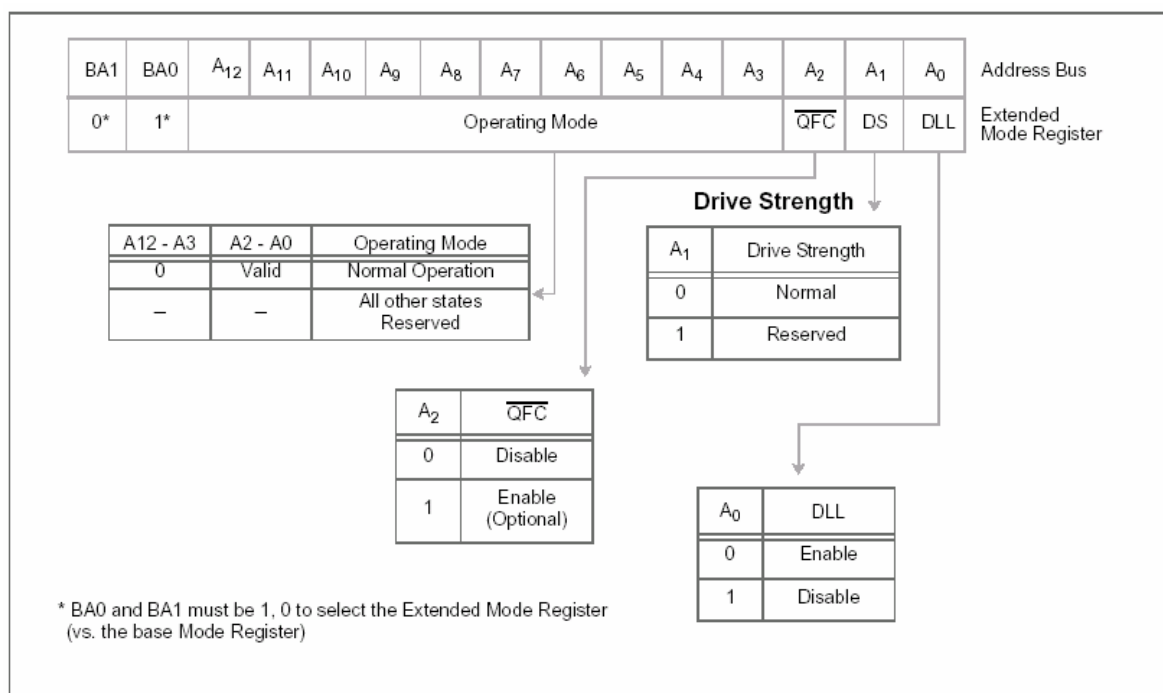 BA1 BA0 A12 A11 A10 A9 A8 A7 A6 A5 A4 A3 A2 A1 A0 Address Bus
0* 1* Operating Mode QFC DS DLL Extended
Mode Register
Drive Strength
A12 - A3 A2 - A0 Operating Mode
0 Valid Normal Operation
– – All other states
Reserved
A1 Drive Strength
0 Normal
1 Reserved
A2 QFC
0 Disable
1 Enable
(Optional)
A0 DLL
0 Enable
1 Disable
* BA0 and BA1 must be 1, 0 to select the Extended Mode Register
(vs. the base Mode Register)